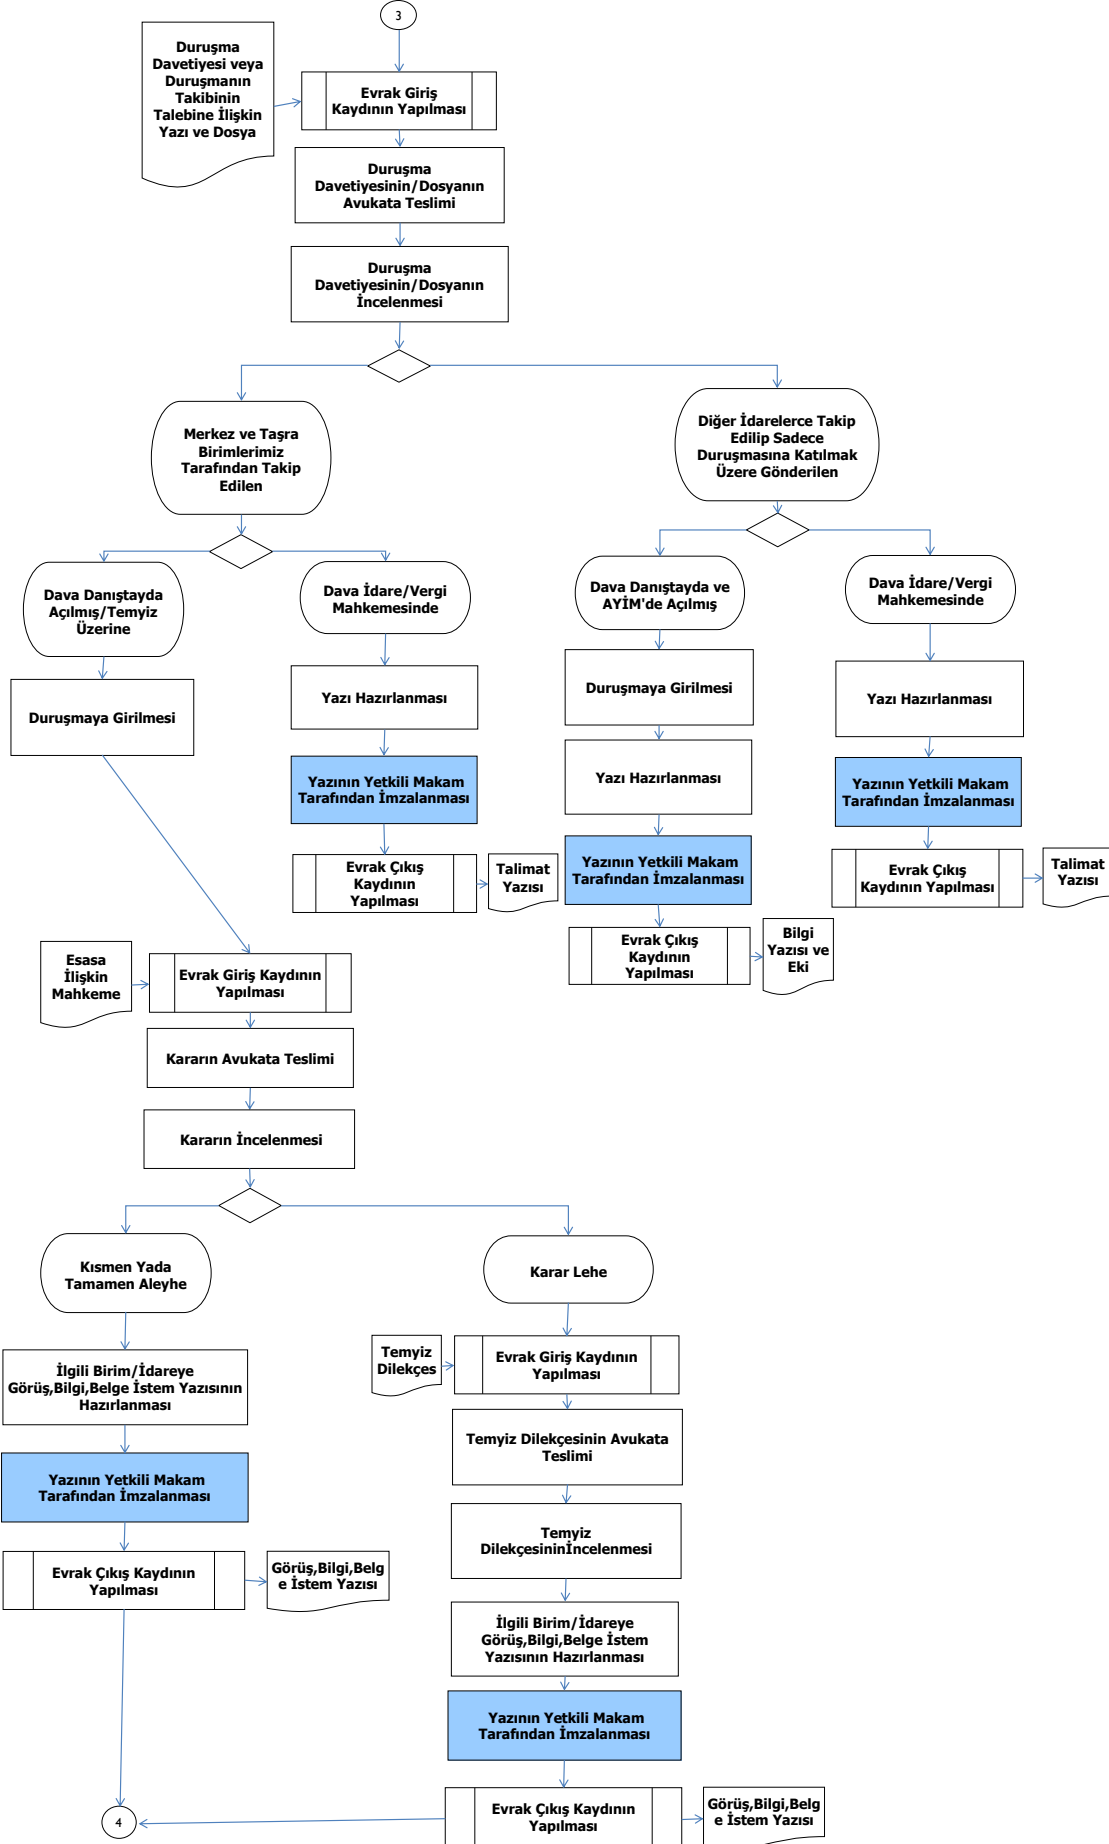 3
Duruşma
Davetiyesi veya
Duruşmanın
Takibinin
Talebine İlişkin
Yazı ve Dosya
Evrak Giriş
Kaydının Yapılması
Duruşma
Davetiyesinin/Dosyanın
Avukata Teslimi
Duruşma
Davetiyesinin/Dosyanın
İncelenmesi
Merkez ve Taşra
Birimlerimiz
Tarafından Takip
Edilen
Diğer İdarelerce Takip
Edilip Sadece
Duruşmasına Katılmak
Üzere Gönderilen
Dava Danıştayda
Açılmış/Temyiz
Üzerine
Dava İdare/Vergi
Mahkemesinde
Dava Danıştayda ve
AYİM'de Açılmış
Dava İdare/Vergi
Mahkemesinde
Duruşmaya Girilmesi
Yazı Hazırlanması
Duruşmaya Girilmesi
Yazı Hazırlanması
Yazının Yetkili Makam
Tarafından İmzalanması
Yazı Hazırlanması
Yazının Yetkili Makam
Tarafından İmzalanması
Evrak Çıkış
Kaydının
Yapılması
Talimat
Yazısı
Yazının Yetkili Makam
Tarafından İmzalanması
Evrak Çıkış
Kaydının Yapılması
Talimat
Yazısı
Evrak Çıkış
Kaydının
Yapılması
Bilgi
Yazısı ve
Eki
Esasa
İlişkin
Mahkeme
Evrak Giriş Kaydının
Yapılması
Kararın Avukata Teslimi
Kararın İncelenmesi
Kısmen Yada
Tamamen Aleyhe
Karar Lehe
İlgili Birim/İdareye
Görüş,Bilgi,Belge İstem Yazısının
Hazırlanması
Temyiz
Dilekçes
Evrak Giriş Kaydının
Yapılması
Temyiz Dilekçesinin Avukata
Teslimi
Yazının Yetkili Makam
Tarafından İmzalanması
Temyiz
Dilekçesininİncelenmesi
Evrak Çıkış Kaydının
Yapılması
Görüş,Bilgi,Belg
e İstem Yazısı
İlgili Birim/İdareye
Görüş,Bilgi,Belge İstem
Yazısının Hazırlanması
Yazının Yetkili Makam
Tarafından İmzalanması
4
Evrak Çıkış Kaydının
Yapılması
Görüş,Bilgi,Belg
e İstem Yazısı